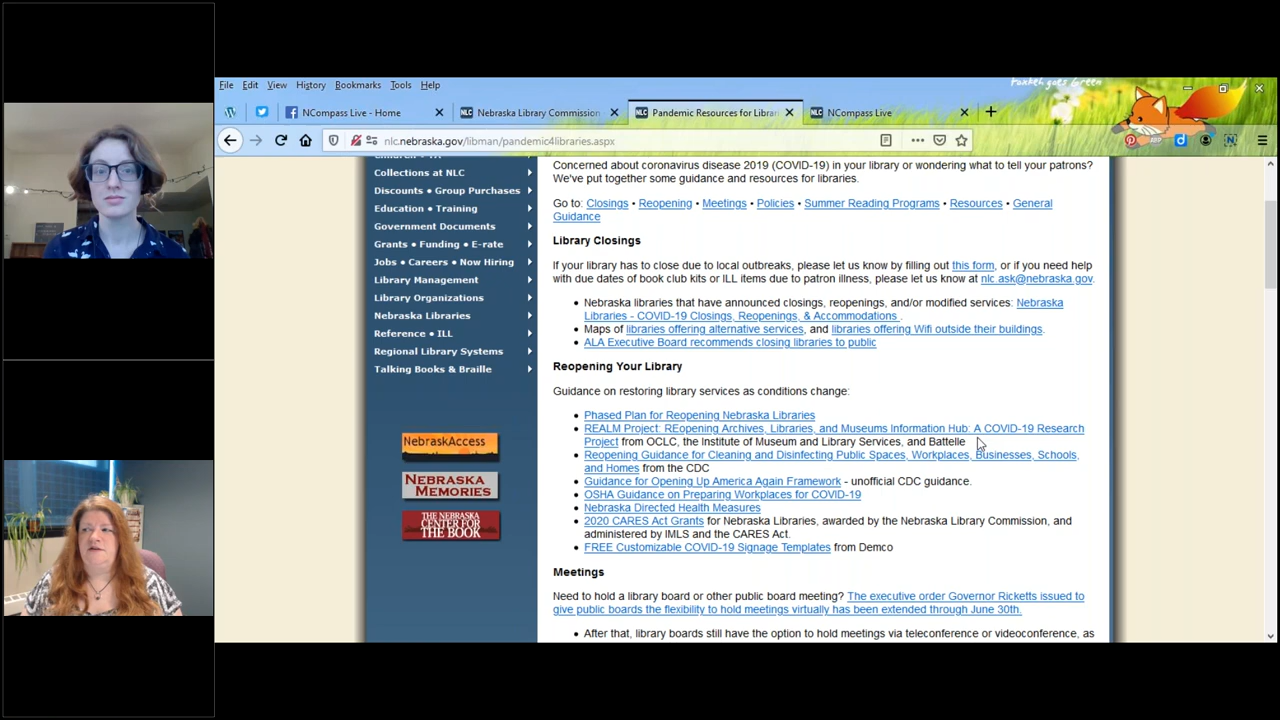 Foxkeh goes Green
File Edit View History Bookmarks Tools Help
NCompass Live - Home
Nebraska Library Commission
Pandemic Resources for Librar
NCompass Live
nlc.nebraska.gov/libman/pandemic4libraries.aspx
Collections at NLC
Discounts • Group Purchases
Education • Training
Government Documents
Grants • Funding • E-rate
Jobs • Careers • Now Hiring
Library Management
Library Organizations
Nebraska Libraries
Reference • ILL
Regional Library Systems
Talking Books & Braille
NebraskAccess
NEBRASKA
MEMORIES
THE NEBRASKA
CENTER FOR
THE BOOK
Concerned about coronavirus disease 2019 (COVID-19) in your library or wondering what to tell your patrons?
We've put together some guidance and resources for libraries.
Go to: Closings • Reopening • Meetings • Policies • Summer Reading Programs • Resources • General
Guidance
Library Closings
If your library has to close due to local outbreaks, please let us know by filling out this form, or if you need help
with due dates of book club kits or ILL items due to patron illness, please let us know at nlc.ask@nebraska.gov.
• Nebraska libraries that have announced closings, reopenings, and/or modified services: Nebraska
Libraries - COVID-19 Closings, Reopenings, & Accommodations .
• Maps of libraries offering alternative services, and libraries offering Wifi outside their buildings.
• ALA Executive Board recommends closing libraries to public
Reopening Your Library
Guidance on restoring library services as conditions change:
• Phased Plan for Reopening Nebraska Libraries
• REALM Project: REopening Archives, Libraries, and Museums Information Hub: A COVID-19 Research
Project from OCLC, the Institute of Museum and Library Services, and Battelle
• Reopening Guidance for Cleaning and Disinfecting Public Spaces, Workplaces, Businesses, Schools,
and Homes from the CDC
• Guidance for Opening Up America Again Framework - unofficial CDC guidance.
• OSHA Guidance on Preparing Workplaces for COVID-19
• Nebraska Directed Health Measures
• 2020 CARES Act Grants for Nebraska Libraries, awarded by the Nebraska Library Commission, and
administered by IMLS and the CARES Act.
• FREE Customizable COVID-19 Signage Templates from Demco
Meetings
Need to hold a library board or other public board meeting? The executive order Governor Ricketts issued to
give public boards the flexibility to hold meetings virtually has been extended through June 30th.
• After that, library boards still have the option to hold meetings via teleconference or videoconference, as